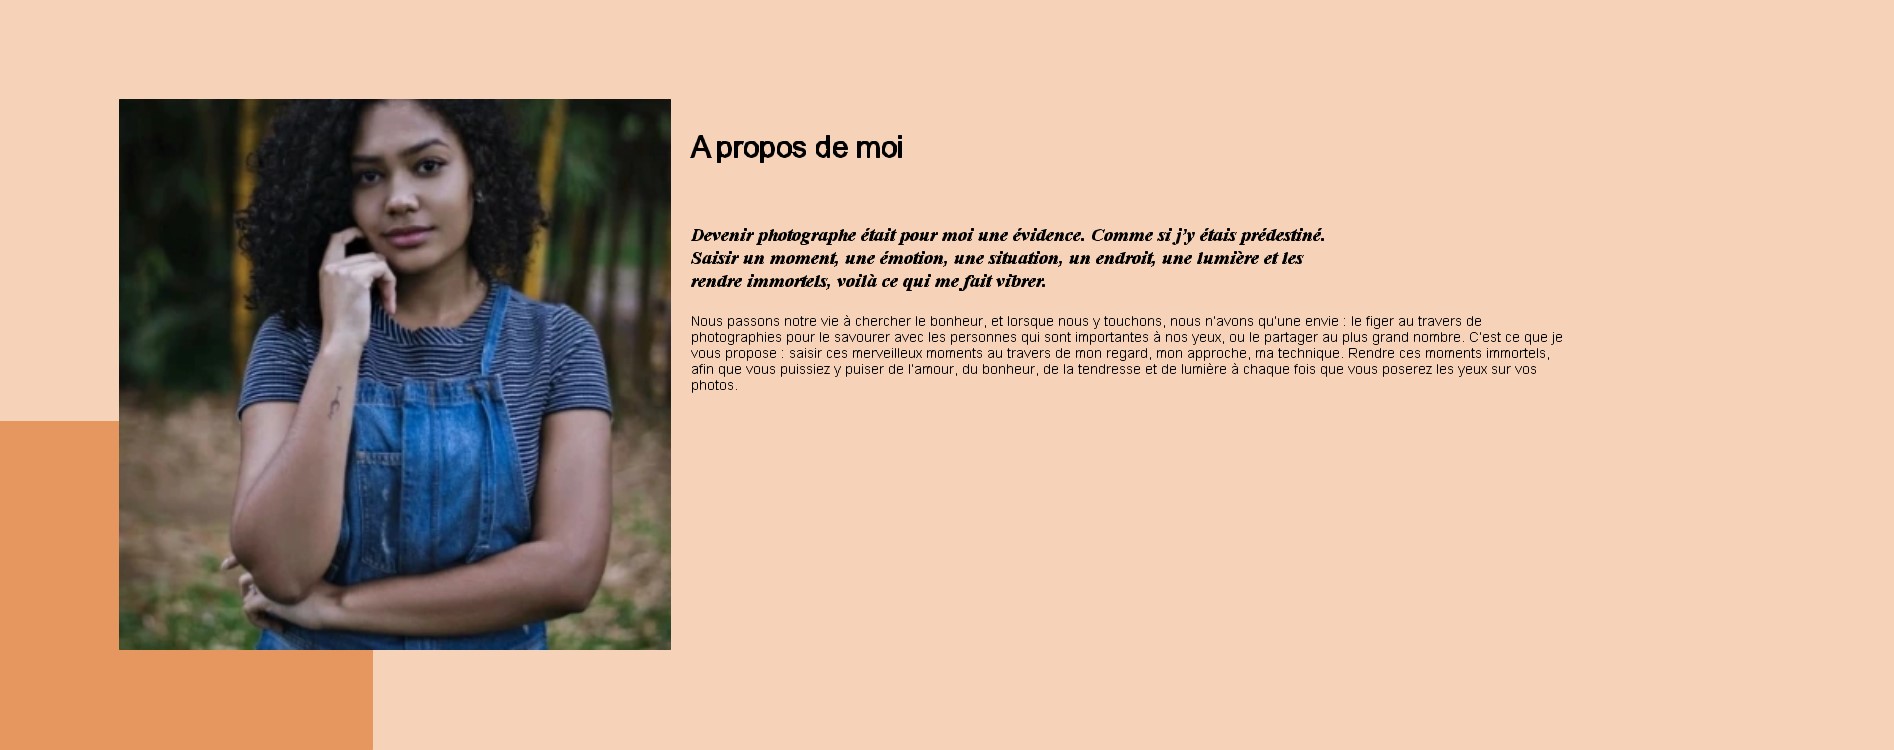 A propos de moi
Devenir photographe était pour moi une évidence. Comme si j’y étais prédestiné.
Saisir un moment, une émotion, une situation, un endroit, une lumière et les
rendre immortels, voilà ce qui me fait vibrer.
Nous passons notre vie à chercher le bonheur, et lorsque nous y touchons, nous n’avons qu’une envie : le figer au travers de
photographies pour le savourer avec les personnes qui sont importantes à nos yeux, ou le partager au plus grand nombre. C’est ce que je
vous propose : saisir ces merveilleux moments au travers de mon regard, mon approche, ma technique. Rendre ces moments immortels,
afin que vous puissiez y puiser de l’amour, du bonheur, de la tendresse et de lumière à chaque fois que vous poserez les yeux sur vos
photos.